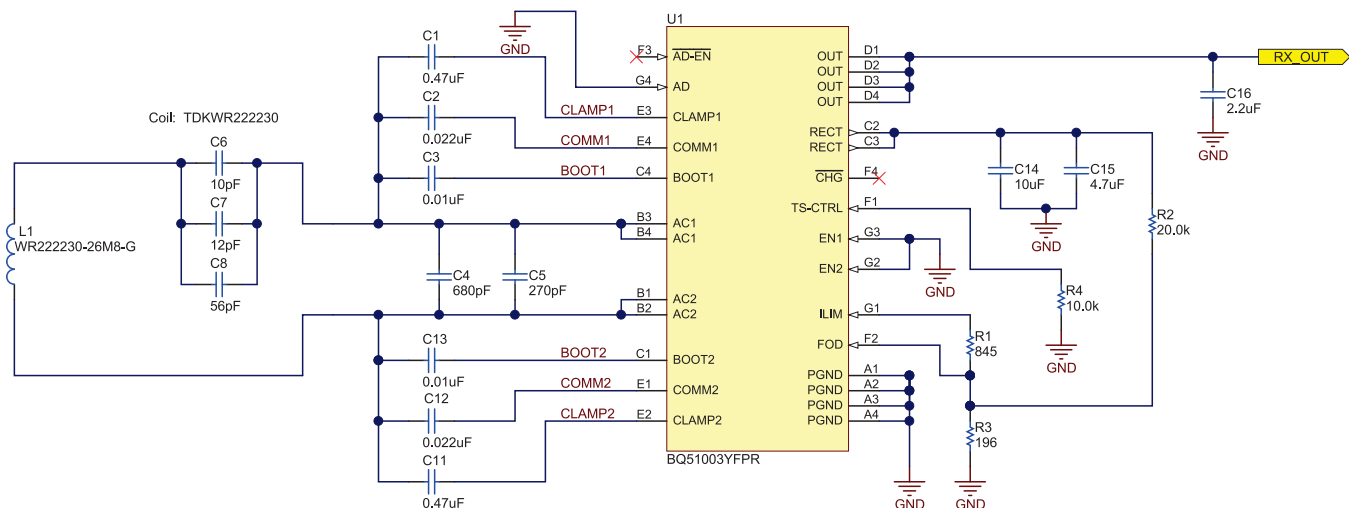 U1
GND
C1
0.47uF
C2
0.022uF
C3
0.01uF
CLAMP1
COMM1
BOOT1
F3
G4
E3
E4
C4
B3
B4
B1
B2
C1
E1
E2
AD-EN
AD
CLAMP1
COMM1
BOOT1
AC1
AC1
AC2
AC2
BOOT2
COMM2
CLAMP2
OUT
OUT
OUT
OUT
RECT
RECT
CHG
TS-CTRL
EN1
EN2
ILIM
FOD
PGND
PGND
PGND
PGND
D1
D2
D3
D4
C2
C3
F4
F1
G3
G2
G1
F2
A1
A2
A3
A4
BQ51003YFPR
Coil: TDKWR222230
C6
10pF
C7
12pF
C8
56pF
L1
WR222230-26M8-G
C4
680pF
C5
270pF
C13
0.01uF
C12
0.022uF
C11
0.47uF
BOOT2
COMM2
CLAMP2
RX_OUT
C16
2.2uF
GND
C14
10uF
C15
4.7uF
GND
R2
20.0k
GND
R4
10.0k
GND
R1
845
R3
196
GND
GND